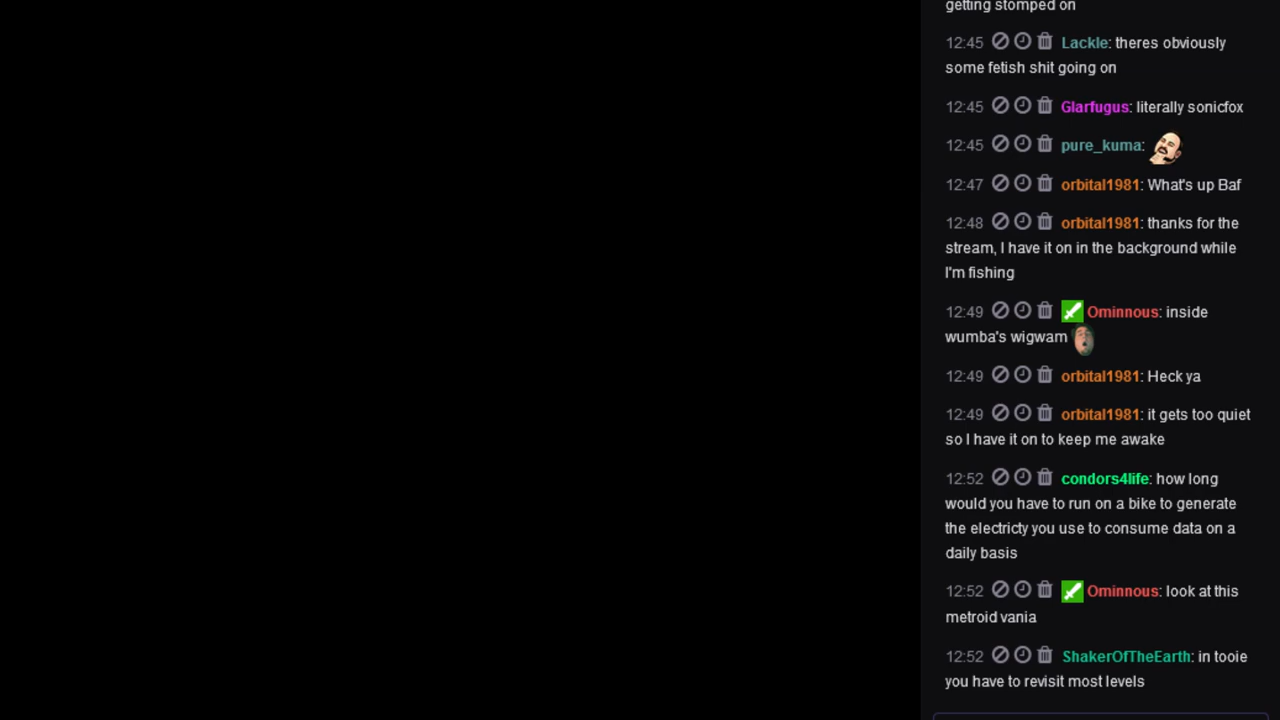 getting stomped on
12:45 Lackle: theres obviously
some fetish shit going on
12:45 Glarfugus: literally sonicfox
12:45 pure_kuma:
12:47 orbital1981: What's up Baf
12:48 orbital1981: thanks for the
stream, I have it on in the background while
I'm fishing
12:49 Ominnous: inside
wumba's wigwam
12:49 orbital1981: Heck ya
12:49 orbital1981: it gets too quiet
so I have it on to keep me awake
12:52 condors4life: how long
would you have to run on a bike to generate
the electricty you use to consume data on a
daily basis
12:52 Ominnous: look at this
metroid vania
12:52 ShakerOfTheEarth: in tooie
you have to revisit most levels